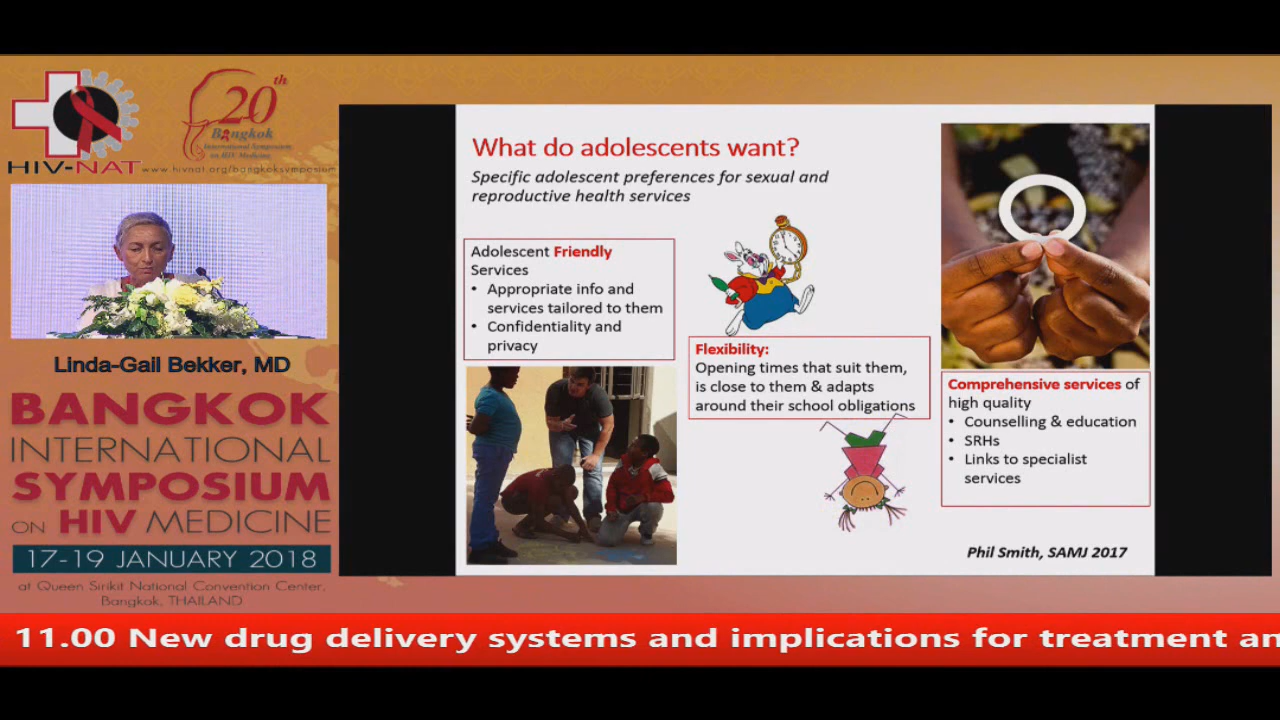 HIV-NAT
20th
Bangkok
International Symposium
on HIV Medicine
www.hivnat.org/bangkoksymposium
Linda-Gail Bekker, MD
BANGKOK
INTERNATIONAL
SYMPOSIUM
ON HIV MEDICINE
17-19 JANUARY 2018
at Queen Sirikit National Convention Center,
Bangkok, THAILAND
What do adolescents want?
Specific adolescent preferences for sexual and
reproductive health services
Adolescent Friendly
Services
• Appropriate info and
services tailored to them
• Confidentiality and
privacy
Flexibility:
Opening times that suit them,
is close to them & adapts
around their school obligations
Comprehensive services of
high quality
• Counselling & education
• SRHs
• Links to specialist
services
Phil Smith, SAMJ 2017
11.00 New drug delivery systems and implications for treatment an